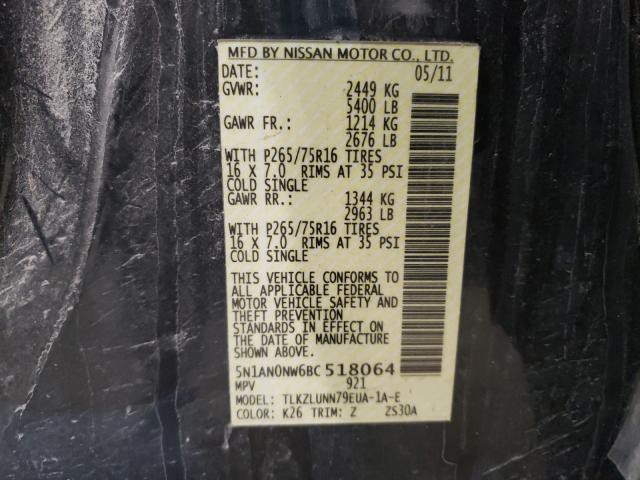 MFD BY NISSAN MOTOR CO., LTD.
DATE: 05/11
GVWR: 2449 KG
5400 LB
GAWR FR.: 1214 KG
2676 LB
WITH P265/75R16 TIRES
16 X 7.0 RIMS AT 35 PSI
COLD SINGLE
GAWR RR.: 1344 KG
2963 LB
WITH P265/75R16 TIRES
16 X 7.0 RIMS AT 35 PSI
COLD SINGLE
THIS VEHICLE CONFORMS TO
ALL APPLICABLE FEDERAL
MOTOR VEHICLE SAFETY AND
THEFT PREVENTION
STANDARDS IN EFFECT ON
THE DATE OF MANUFACTURE
SHOWN ABOVE.
5N1AN0NW6BC 518064
MPV 921
MODEL: TLKZLUNN79EUA-1A-E
COLOR: K26 TRIM: Z ZS30A